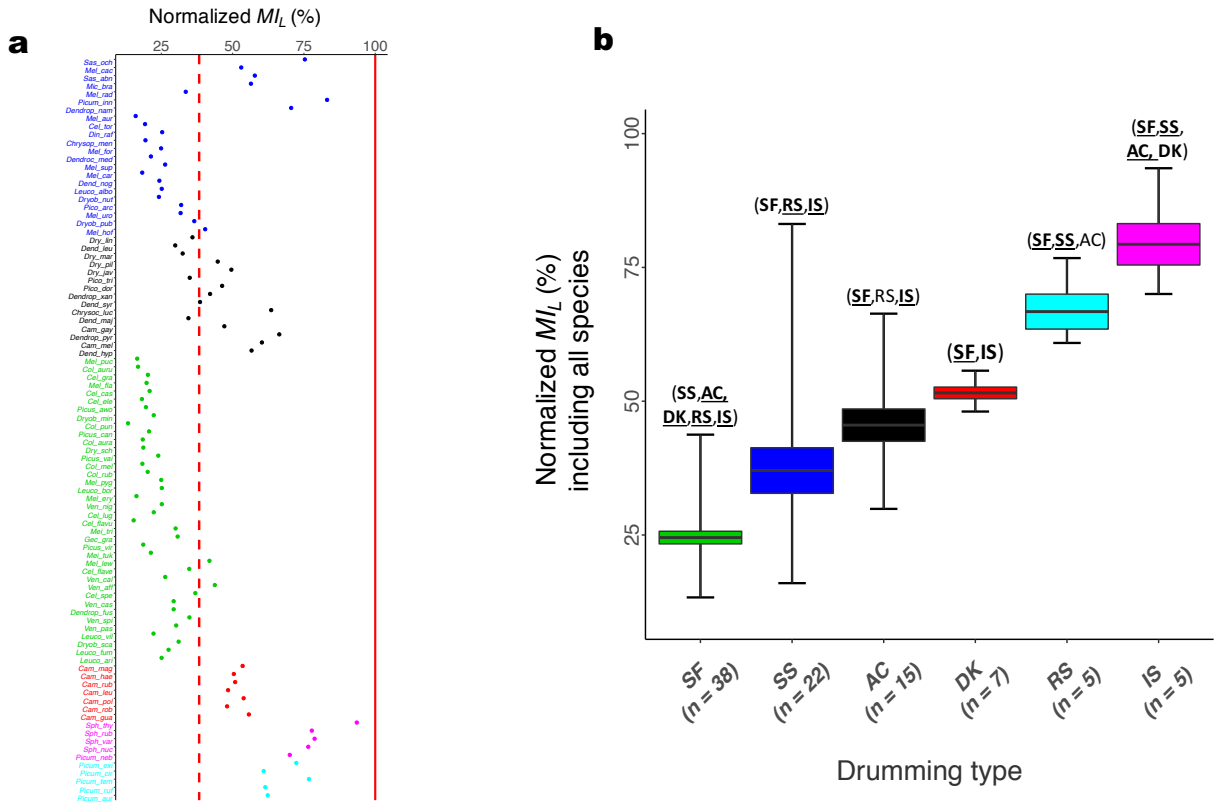 a
Normalized MI_L (%)
25 50 75 100
Sas_och
Mel_cac
Sas_abn
Mic_bra
Mel_rad
Picum_inn
Dendrop_nam
Mel_aur
Cel_tor
Din_raf
Chrysop_men
Mel_for
Dendroc_med
Mel_sup
Mel_car
Dend_nog
Leuco_albo
Dryob_nut
Pico_arc
Mel_uro
Dryob_pub
Mel_hof
Dry_lin
Dend_leu
Dry_mar
Dry_pil
Dry_jav
Pico_tri
Pico_dor
Dendrop_xan
Dend_syr
Chrysoc_luc
Dend_maj
Cam_gay
Dendrop_pyr
Cam_mel
Dend_hyp
Mel_puc
Col_auru
Cel_gra
Mel_fla
Cel_cas
Cel_ele
Picus_awo
Dryob_min
Col_pun
Picus_can
Col_aura
Dry_sch
Picus_vai
Col_mel
Col_rub
Mel_pyg
Leuco_bor
Mel_ery
Ven_nig
Cel_lug
Cel_flavu
Mel_tri
Gec_gra
Picus_vir
Mel_tuk
Mel_lew
Cel_flave
Ven_cal
Ven_aff
Cel_spe
Ven_cas
Dendrop_fus
Ven_spi
Ven_pas
Leuco_vil
Dryob_sca
Leuco_fum
Leuco_ari
Cam_mag
Cam_hae
Cam_rub
Cam_leu
Cam_pol
Cam_rob
Cam_gua
Sph_thy
Sph_rub
Sph_var
Sph_nuc
Picum_neb
Picum_cir
Picum_tem
Picum_ruf
Picum_aur
b
Normalized MI_L (%)
including all species
100
75
50
25
(SS,AC,
DK,RS,IS)
(SF,RS,IS)
(SF,RS,IS)
(SF,IS)
(SF,SS,AC)
(SF,SS,
AC, DK)
SF
(n = 38)
SS
(n = 22)
AC
(n = 15)
DK
(n = 7)
RS
(n = 5)
IS
(n = 5)
Drumming type